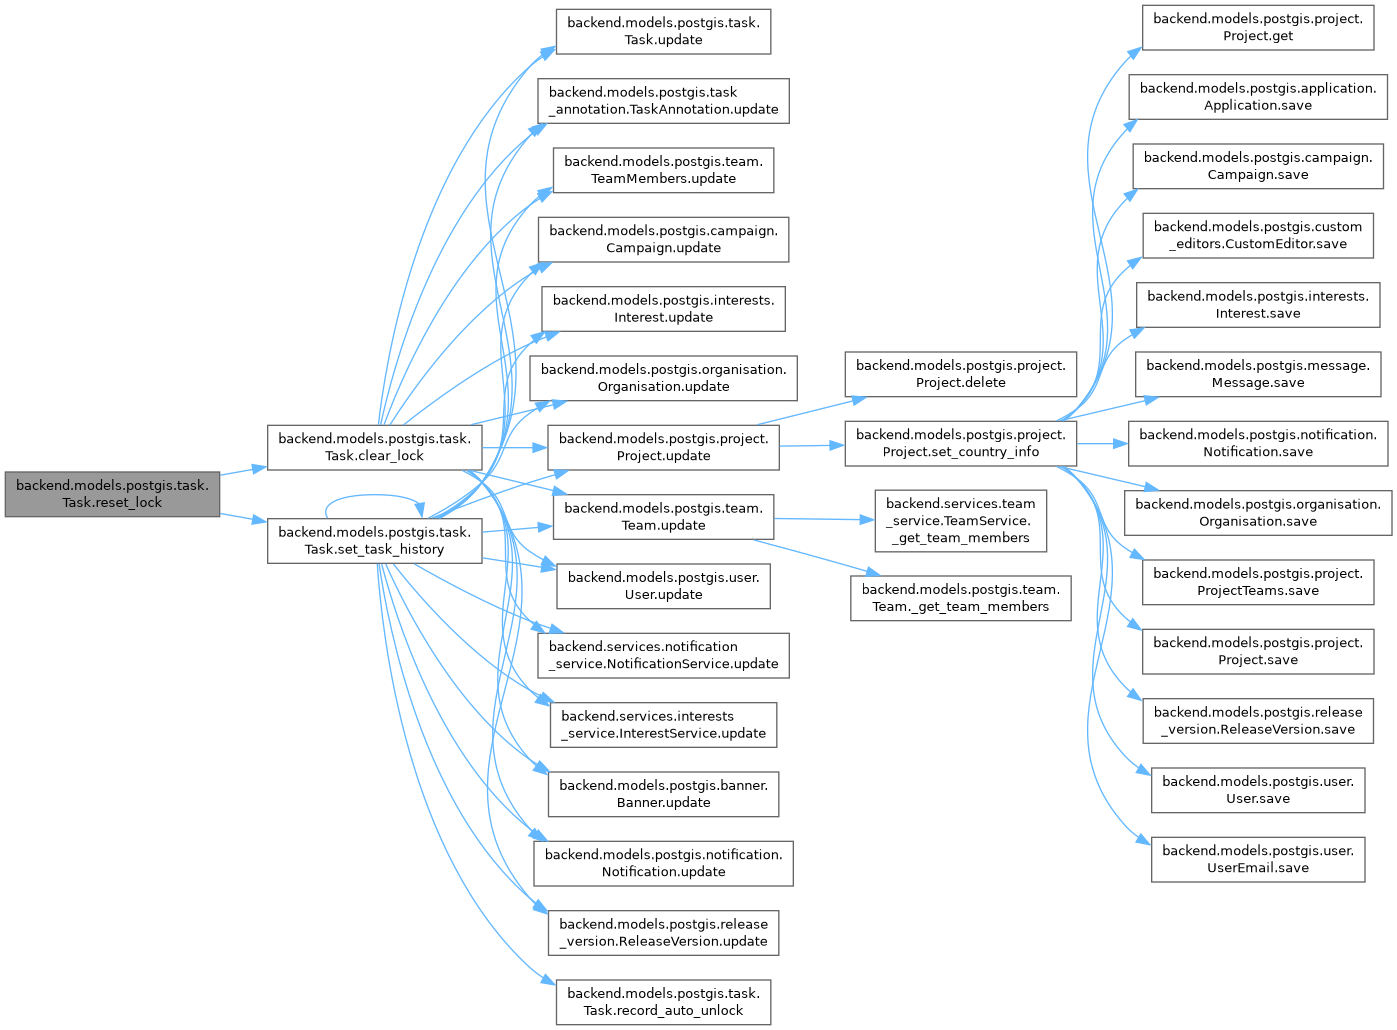 backend.models.postgis.task.
Task.reset_lock
backend.models.postgis.task.
Task.clear_lock
backend.models.postgis.task.
Task.set_task_history
backend.models.postgis.task.
Task.update
backend.models.postgis.task
_annotation.TaskAnnotation.update
backend.models.postgis.team.
TeamMembers.update
backend.models.postgis.campaign.
Campaign.update
backend.models.postgis.interests.
Interest.update
backend.models.postgis.organisation.
Organisation.update
backend.models.postgis.project.
Project.update
backend.models.postgis.team.
Team.update
backend.models.postgis.user.
User.update
backend.services.notification
_service.NotificationService.update
backend.services.interests
_service.InterestService.update
backend.models.postgis.banner.
Banner.update
backend.models.postgis.notification.
Notification.update
backend.models.postgis.release
_version.ReleaseVersion.update
backend.models.postgis.task.
Task.record_auto_unlock
backend.models.postgis.project.
Project.delete
backend.models.postgis.project.
Project.set_country_info
backend.services.team
_service.TeamService.
_get_team_members
backend.models.postgis.team.
Team._get_team_members
backend.models.postgis.project.
Project.get
backend.models.postgis.application.
Application.save
backend.models.postgis.campaign.
Campaign.save
backend.models.postgis.custom
_editors.CustomEditor.save
backend.models.postgis.interests.
Interest.save
backend.models.postgis.message.
Message.save
backend.models.postgis.notification.
Notification.save
backend.models.postgis.organisation.
Organisation.save
backend.models.postgis.project.
ProjectTeams.save
backend.models.postgis.project.
Project.save
backend.models.postgis.release
_version.ReleaseVersion.save
backend.models.postgis.user.
User.save
backend.models.postgis.user.
UserEmail.save